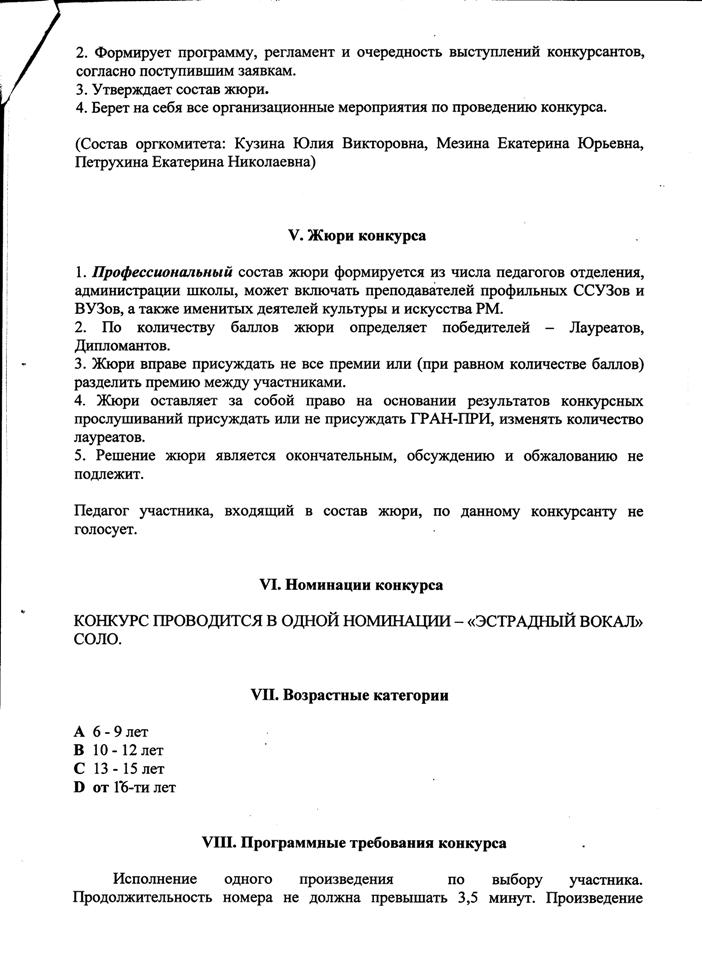 2. Формирует программу, регламент и очередность выступлений конкурсантов,
согласно поступившим заявкам.
3. Утверждает состав жюри.
4. Берет на себя все организационные мероприятия по проведению конкурса.
(Состав оргкомитета: Кузина Юлия Викторовна, Мезина Екатерина Юрьевна,
Петрухина Екатерина Николаевна)
V. Жюри конкурса
1. Профессиональный состав жюри формируется из числа педагогов отделения,
администрации школы, может включать преподавателей профильных ССУЗов и
ВУЗов, а также именитых деятелей культуры и искусства РМ.
2. По количеству баллов жюри определяет победителей – Лауреатов,
Дипломантов.
3. Жюри вправе присуждать не все премии или (при равном количестве баллов)
разделить премию между участниками.
4. Жюри оставляет за собой право на основании результатов конкурсных
прослушиваний присуждать или не присуждать ГРАН-ПРИ, изменять количество
лауреатов.
5. Решение жюри является окончательным, обсуждению и обжалованию не
подлежит.
Педагог участника, входящий в состав жюри, по данному конкурсанту не
голосует.
VI. Номинации конкурса
КОНКУРС ПРОВОДИТСЯ В ОДНОЙ НОМИНАЦИИ – «ЭСТРАДНЫЙ ВОКАЛ»
СОЛО.
VII. Возрастные категории
A 6 - 9 лет
B 10 - 12 лет
C 13 - 15 лет
D от 16-ти лет
VIII. Программные требования конкурса
Исполнение одного произведения по выбору участника.
Продолжительность номера не должна превышать 3,5 минут. Произведение